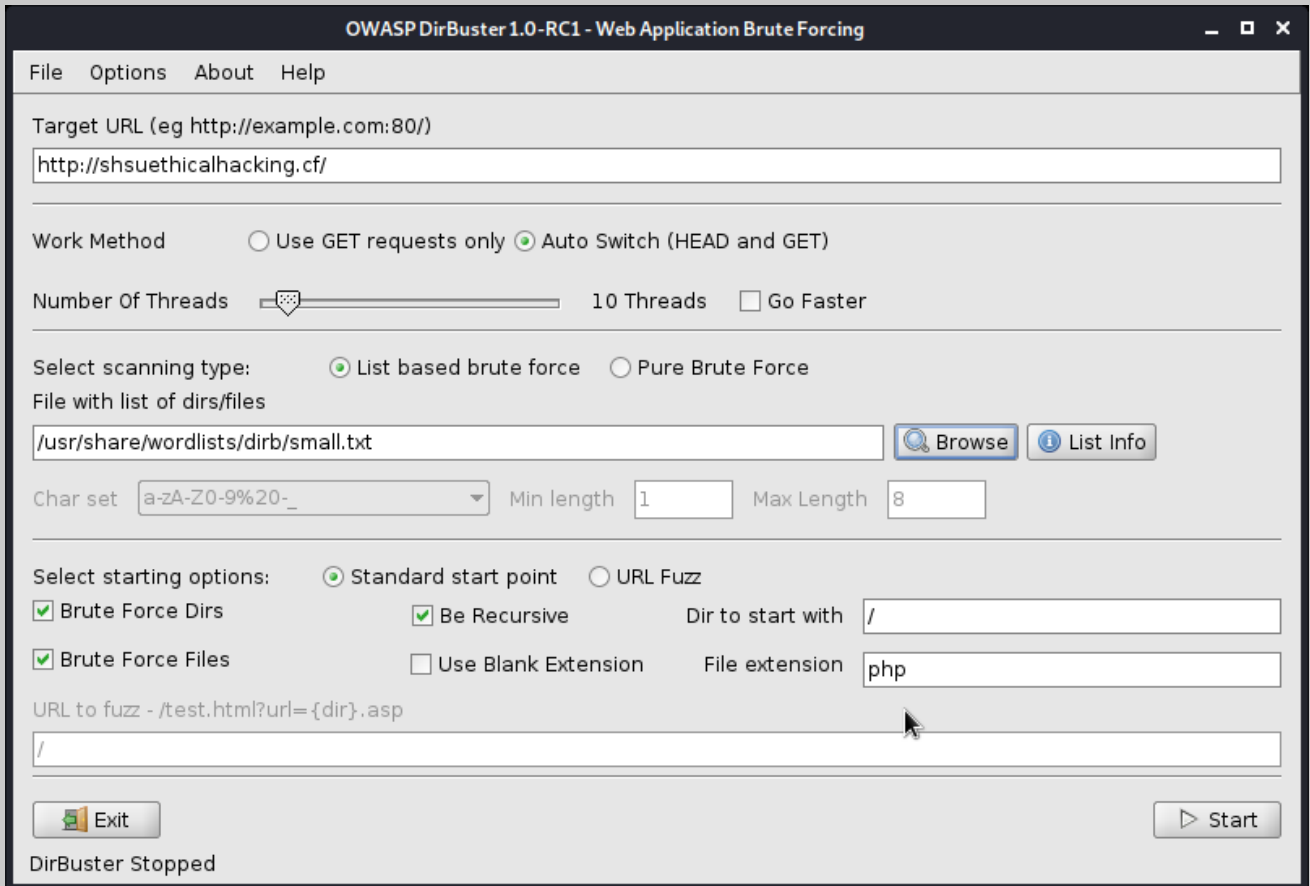 OWASP DirBuster 1.0-RC1 - Web Application Brute Forcing
File Options About Help
Target URL (eg http://example.com:80/)
http://shsuethicalhacking.cf/
Work Method Use GET requests only Auto Switch (HEAD and GET)
Number Of Threads 10 Threads Go Faster
Select scanning type: List based brute force Pure Brute Force
File with list of dirs/files
/usr/share/wordlists/dirb/small.txt Browse List Info
Char set a-zA-Z0-9%20-_ Min length 1 Max Length 8
Select starting options: Standard start point URL Fuzz
Brute Force Dirs Be Recursive Dir to start with /
Brute Force Files Use Blank Extension File extension php
URL to fuzz - /test.html?url={dir}.asp
/
Exit Start
DirBuster Stopped